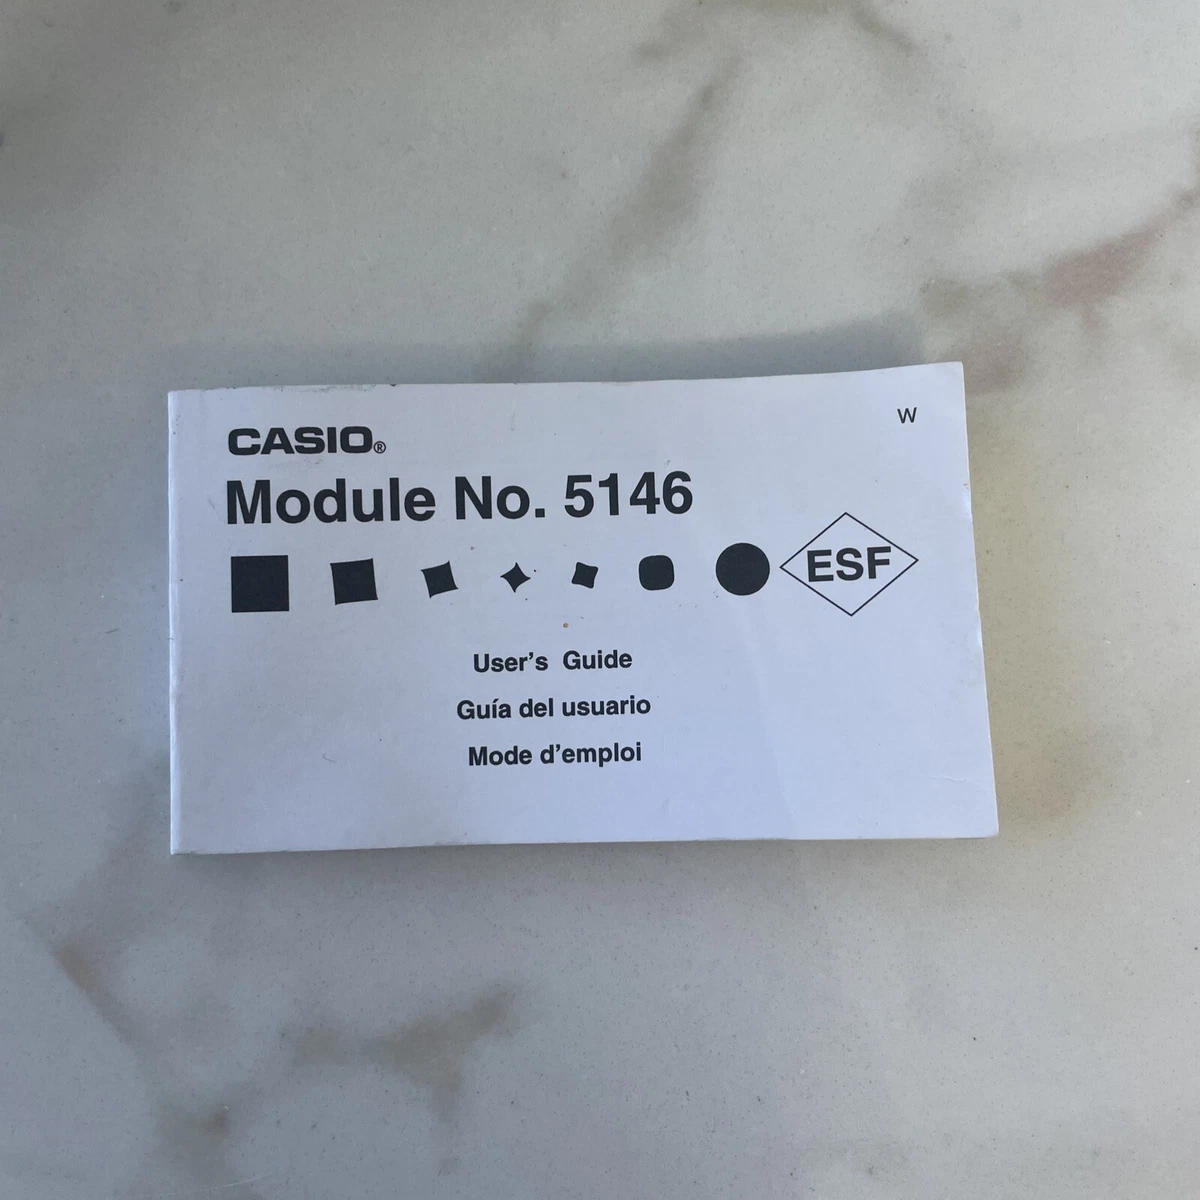 CASIO®
W
Module No. 5146
ESF
User's Guide
Guía del usuario
Mode d'emploi